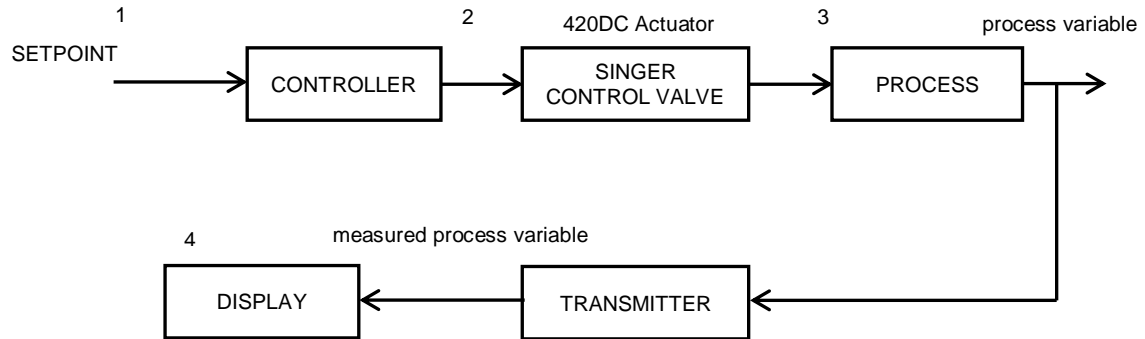 1
2
420DC Actuator
3
process variable
SETPOINT
CONTROLLER
SINGER
CONTROL VALVE
PROCESS
4
measured process variable
DISPLAY
TRANSMITTER